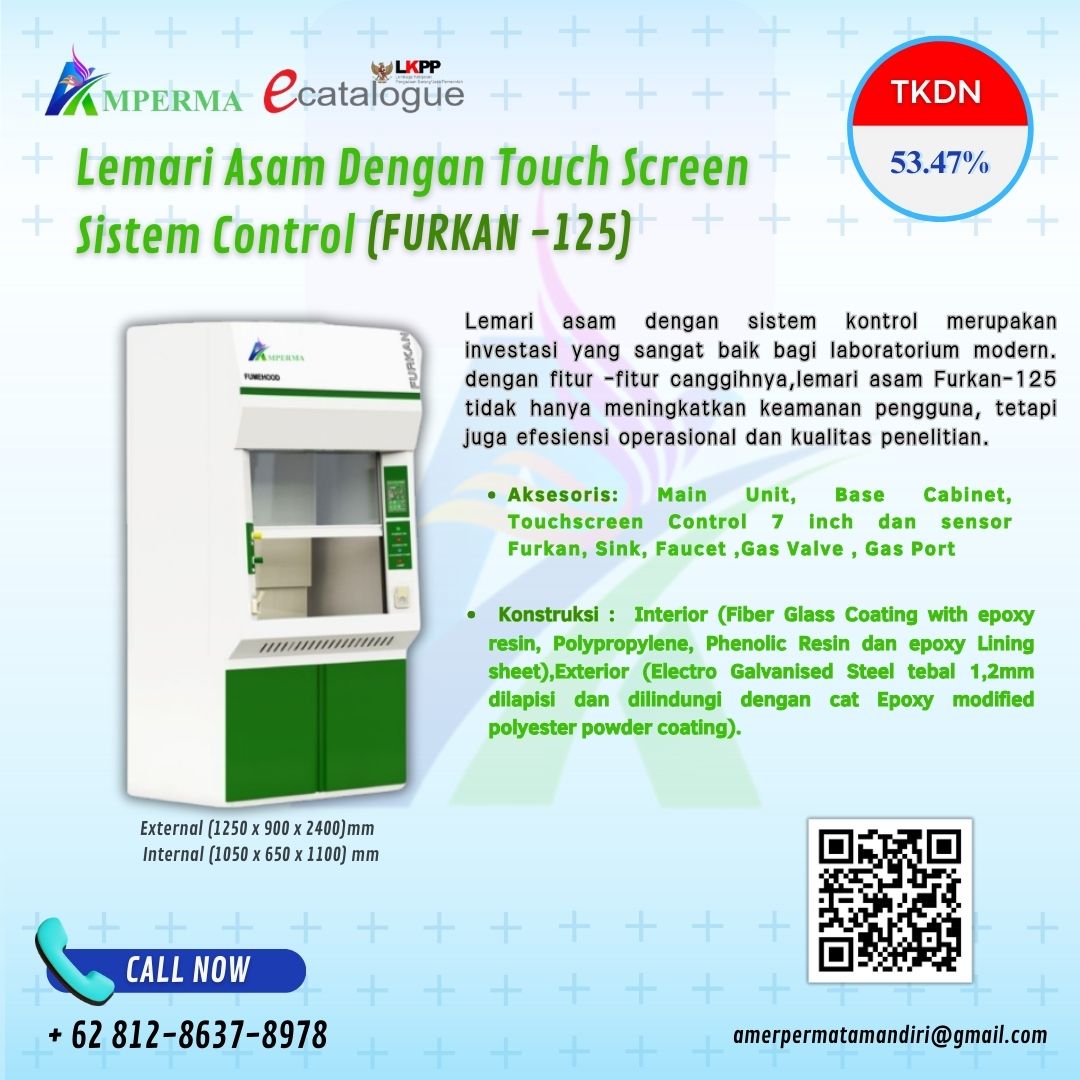 AMPERMA
ecatalogue
LKPP
TKDN
53.47%
Lemari Asam Dengan Touch Screen
Sistem Control (FURKAN -125)
AMPERMA
FURKAN
FUMEHOOD
Lemari asam dengan sistem kontrol merupakan
investasi yang sangat baik bagi laboratorium modern.
dengan fitur -fitur canggihnya,lemari asam Furkan-125
tidak hanya meningkatkan keamanan pengguna, tetapi
juga efesiensi operasional dan kualitas penelitian.
• Aksesoris: Main Unit, Base Cabinet,
Touchscreen Control 7 inch dan sensor
Furkan, Sink, Faucet ,Gas Valve , Gas Port
• Konstruksi : Interior (Fiber Glass Coating with epoxy
resin, Polypropylene, Phenolic Resin dan epoxy Lining
sheet),Exterior (Electro Galvanised Steel tebal 1,2mm
dilapisi dan dilindungi dengan cat Epoxy modified
polyester powder coating).
External (1250 x 900 x 2400)mm
Internal (1050 x 650 x 1100) mm
CALL NOW
+ 62 812-8637-8978
amerpermatamandiri@gmail.com